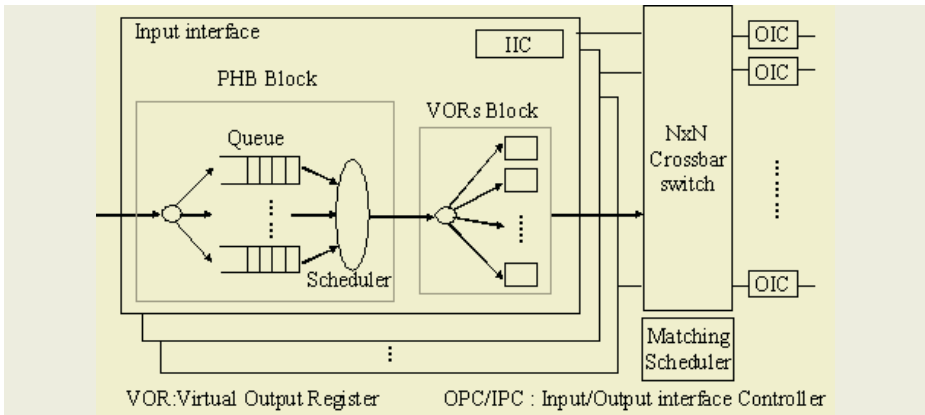 Input interface
IIC
PHB Block
VORs Block
Queue
Scheduler
NxN
Crossbar
switch
OIC
OIC
OIC
Matching
Scheduler
VOR:Virtual Output Register
OPC/IPC : Input/Output interface Controller